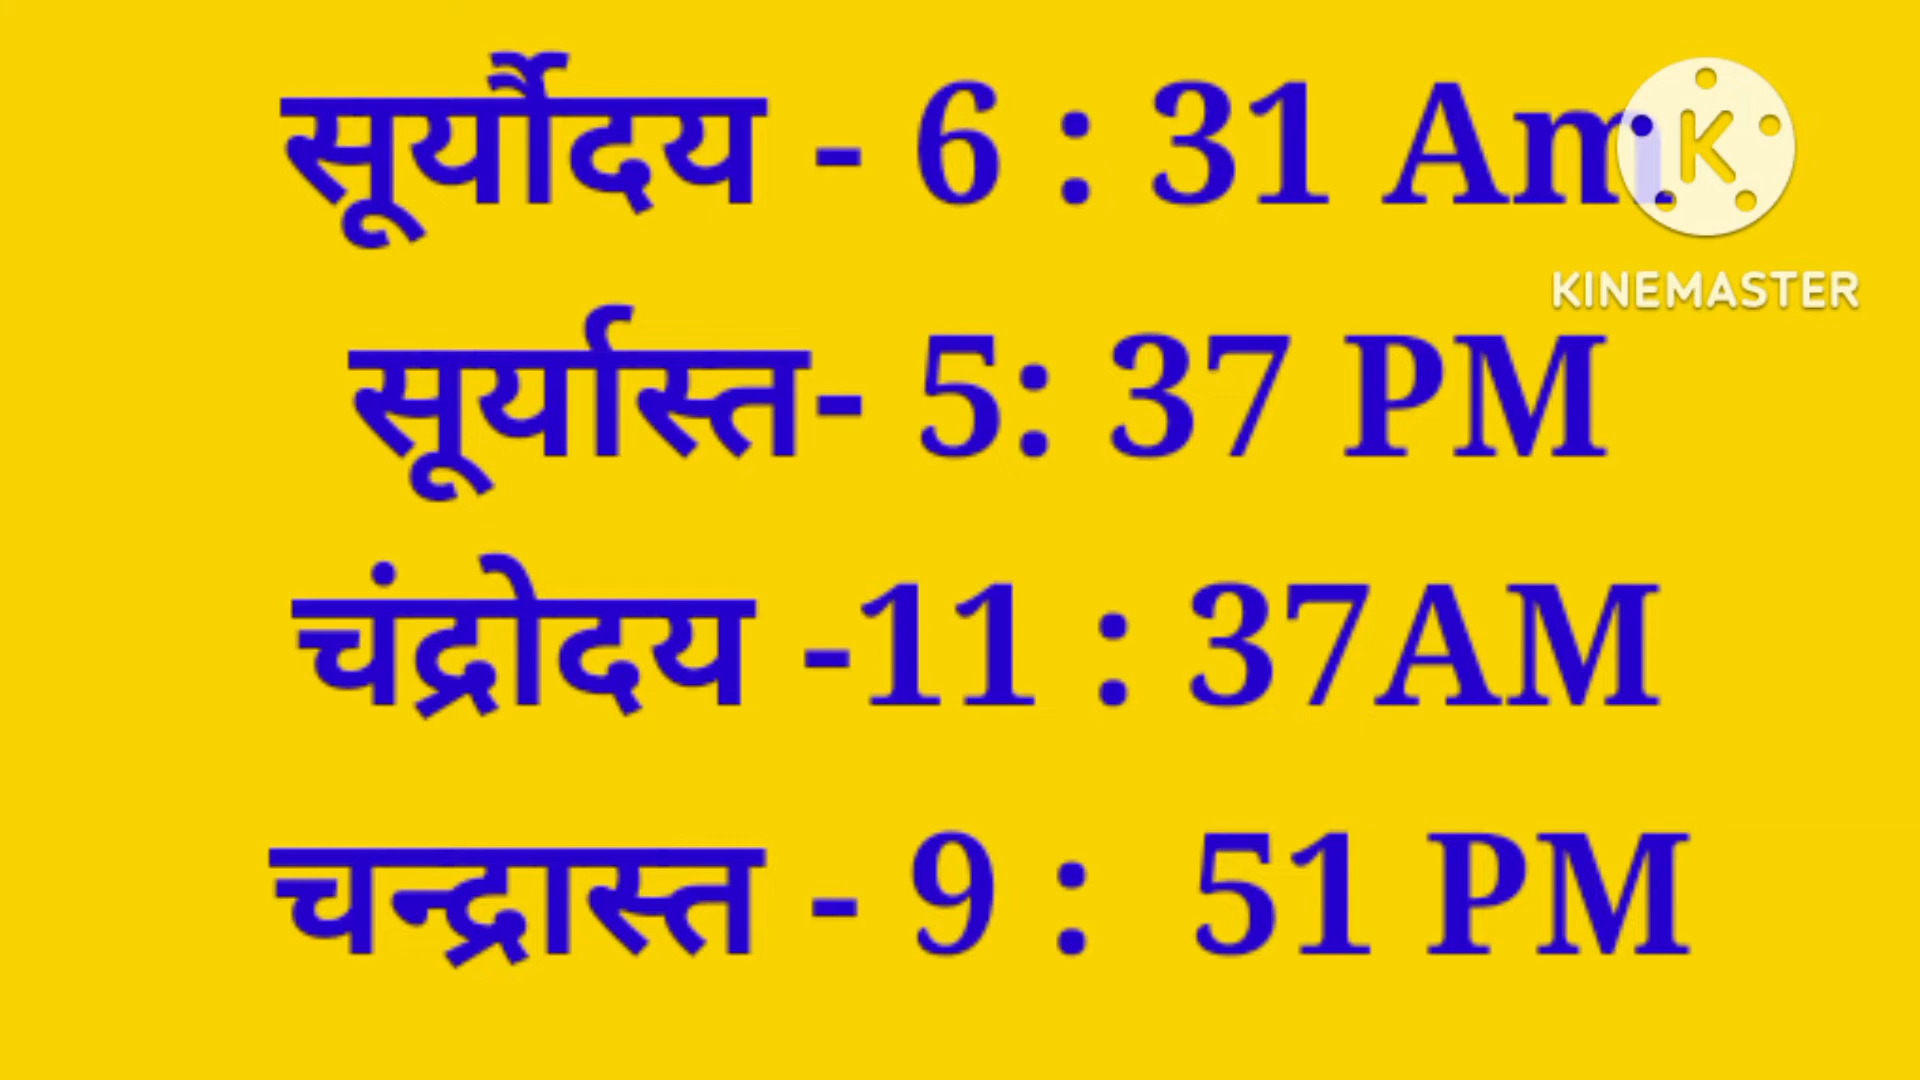 सूर्यौदय - 6 : 31 Am
KINEMASTER
सूर्यास्त- 5: 37 PM
चंद्रोदय -11 : 37AM
चन्द्रास्त - 9 : 51 PM